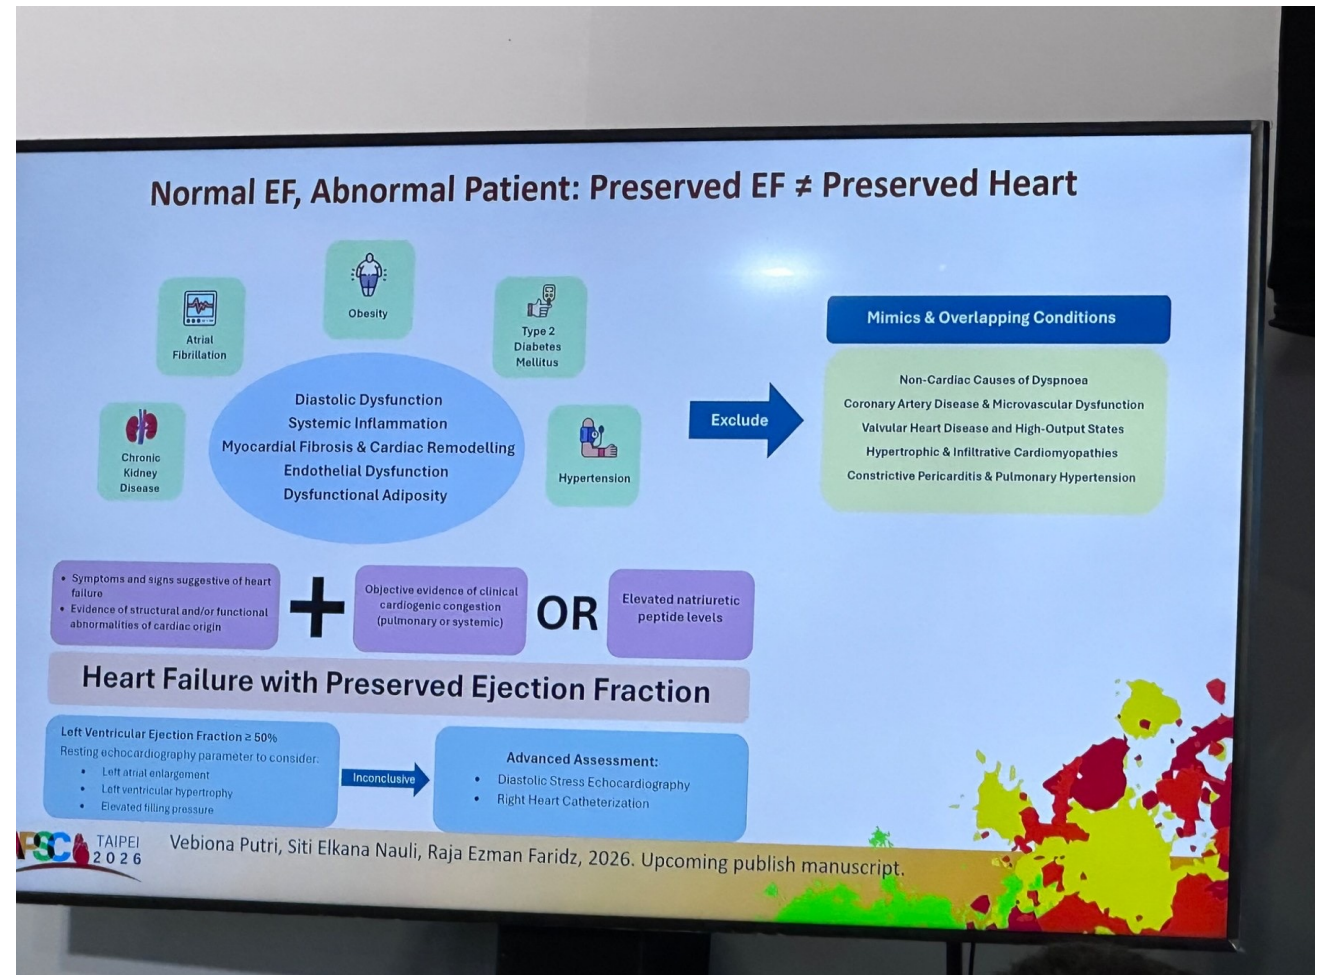 Normal EF, Abnormal Patient: Preserved EF ≠ Preserved Heart
Obesity
Atrial
Fibrillation
Type 2
Diabetes
Mellitus
Chronic
Kidney
Disease
Hypertension
Diastolic Dysfunction
Systemic Inflammation
Myocardial Fibrosis & Cardiac Remodelling
Endothelial Dysfunction
Dysfunctional Adiposity
Exclude
Mimics & Overlapping Conditions
Non-Cardiac Causes of Dyspnoea
Coronary Artery Disease & Microvascular Dysfunction
Valvular Heart Disease and High-Output States
Hypertrophic & Infiltrative Cardiomyopathies
Constrictive Pericarditis & Pulmonary Hypertension
• Symptoms and signs suggestive of heart
failure
• Evidence of structural and/or functional
abnormalities of cardiac origin
+
Objective evidence of clinical
cardiogenic congestion
(pulmonary or systemic)
OR
Elevated natriuretic
peptide levels
Heart Failure with Preserved Ejection Fraction
Left Ventricular Ejection Fraction ≥ 50%
Resting echocardiography parameter to consider:
• Left atrial enlargement
• Left ventricular hypertrophy
• Elevated filling pressure
Inconclusive
Advanced Assessment:
• Diastolic Stress Echocardiography
• Right Heart Catheterization
PSC
TAIPEI
2026
Vebiona Putri, Siti Elkana Nauli, Raja Ezman Faridz, 2026. Upcoming publish manuscript.